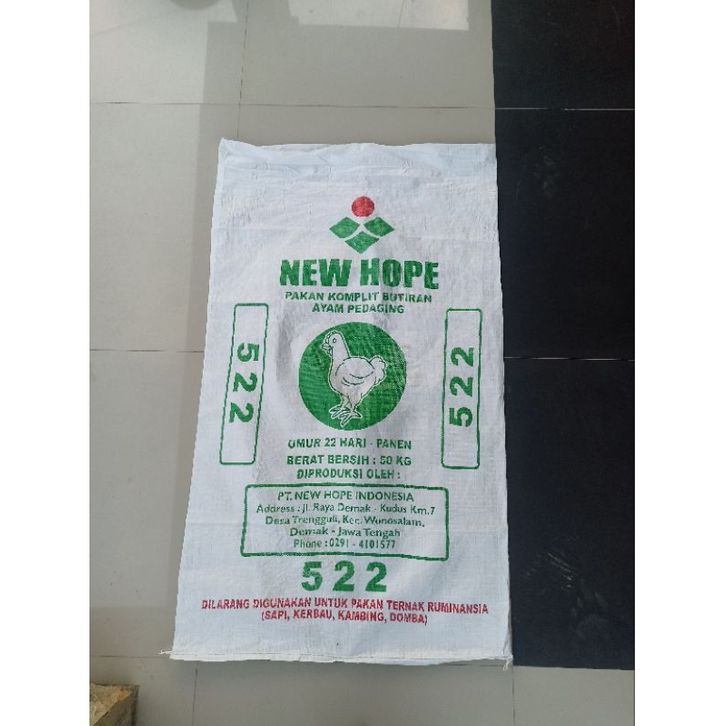 NEW HOPE
PAKAN KOMPLIT BUTIRAN
AYAM PEDAGING
522
522
UMUR 22 HARI - PANEN
BERAT BERSIH : 50 KG
DIPRODUKSI OLEH :
PT. NEW HOPE INDONESIA
Address : Jl. Raya Demak - Kudus Km.7
Desa Trengguli, Kec. Wonosalam,
Demak - Jawa Tengah
Phone : 0291 - 4101577
522
DILARANG DIGUNAKAN UNTUK PAKAN TERNAK RUMINANSIA
(SAPI, KERBAU, KAMBING, DOMBA)